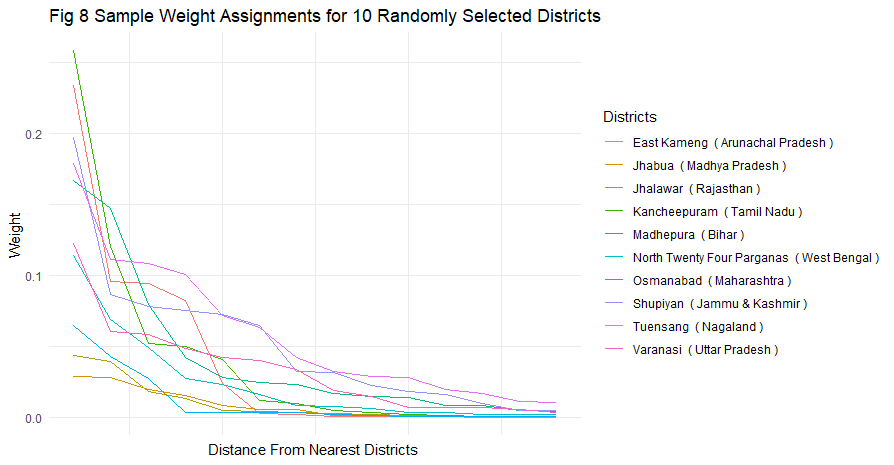 Fig 8 Sample Weight Assignments for 10 Randomly Selected Districts
0.2
0.1
0.0
Weight
Distance From Nearest Districts
Districts
East Kameng ( Arunachal Pradesh )
Jhabua ( Madhya Pradesh )
Jhalawar ( Rajasthan )
Kancheepuram ( Tamil Nadu )
Madhepura ( Bihar )
North Twenty Four Parganas ( West Bengal )
Osmanabad ( Maharashtra )
Shupiyan ( Jammu & Kashmir )
Tuensang ( Nagaland )
Varanasi ( Uttar Pradesh )